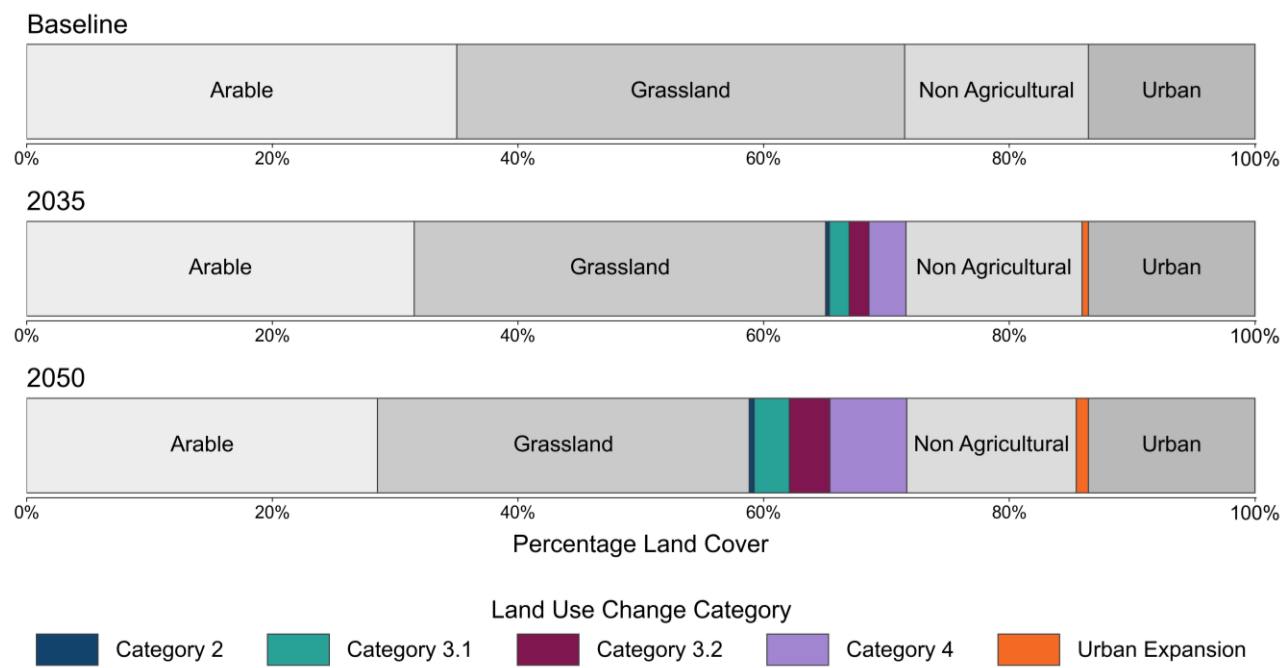 Baseline
Arable Grassland Non Agricultural Urban
0% 20% 40% 60% 80% 100%
2035
Arable Grassland Non Agricultural Urban
0% 20% 40% 60% 80% 100%
2050
Arable Grassland Non Agricultural Urban
0% 20% 40% 60% 80% 100%
Percentage Land Cover
Land Use Change Category
Category 2 Category 3.1 Category 3.2 Category 4 Urban Expansion